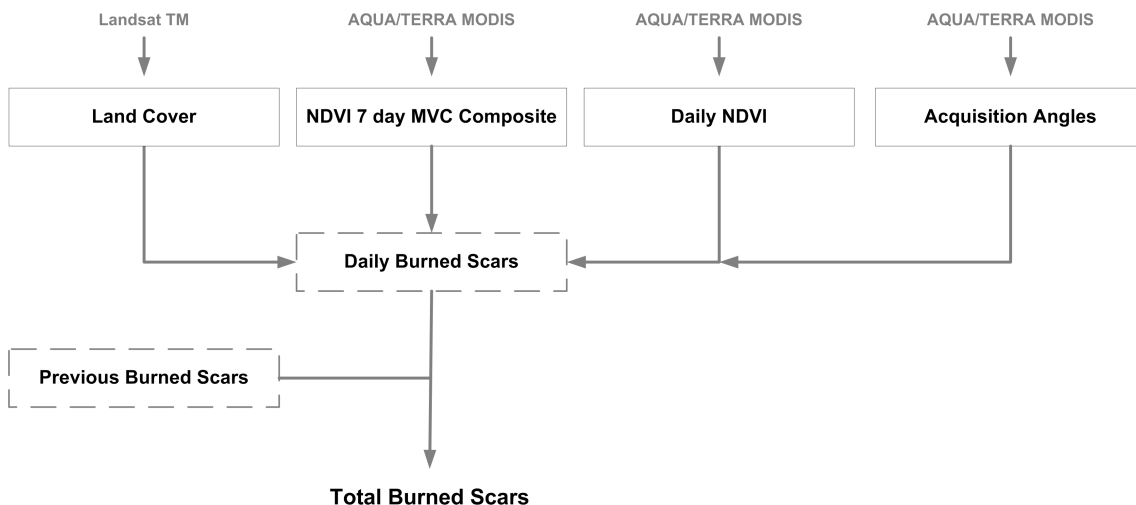 Landsat TM
AQUA/TERRA MODIS
AQUA/TERRA MODIS
AQUA/TERRA MODIS
Land Cover
NDVI 7 day MVC Composite
Daily NDVI
Acquisition Angles
Daily Burned Scars
Previous Burned Scars
Total Burned Scars